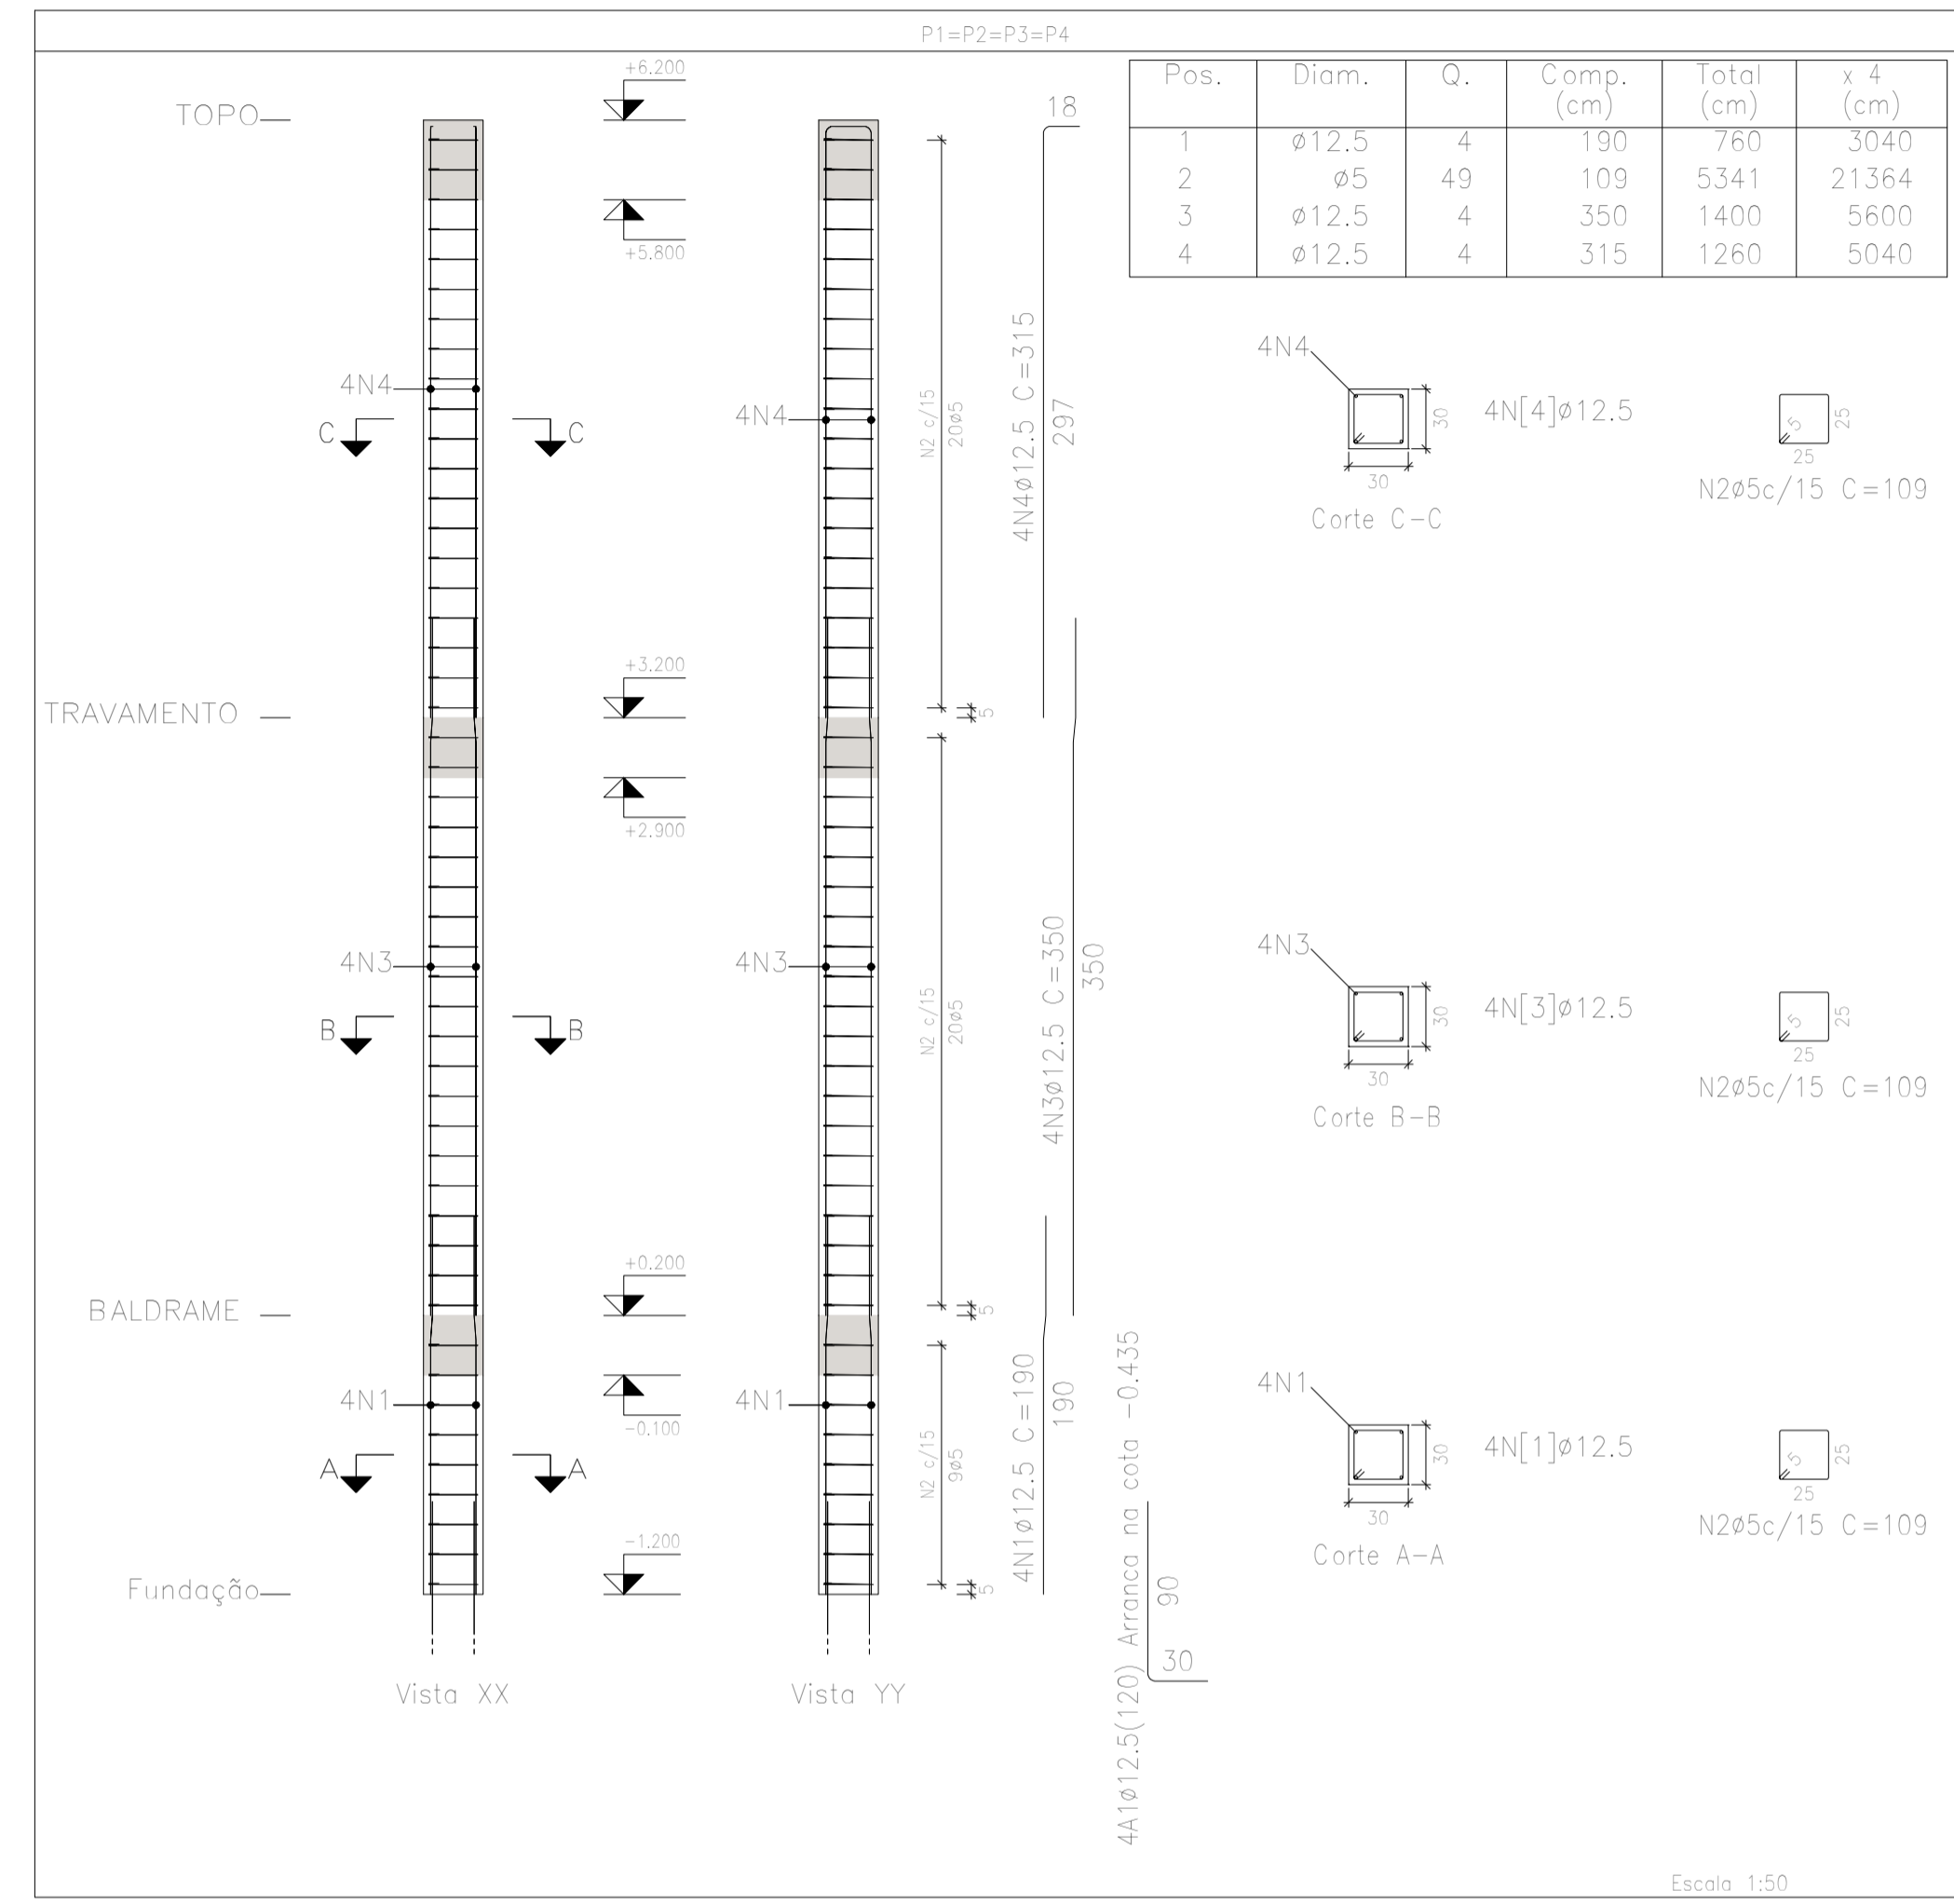 P1=P2=P3=P4
Pos. Diam. Q. Comp. (cm) Total (cm) x 4 (cm)
1 ø12.5 4 190 760 3040
2 ø5 49 109 5341 21364
3 ø12.5 4 350 1400 5600
4 ø12.5 4 315 1260 5040
TOPO
+6.200
+5.800
18
4N4
4N4
C C
N2 c/15
20ø5
4N4ø12.5 C=315
297
4N4
30
30
4N[4]ø12.5
Corte C-C
5
25
25
N2ø5c/15 C=109
TRAVAMENTO
+3.200
+2.900
5
4N3
4N3
B B
N2 c/15
20ø5
4N3ø12.5 C=350
350
4N3
30
30
4N[3]ø12.5
Corte B-B
5
25
25
N2ø5c/15 C=109
BALDRAME
+0.200
-0.100
5
4N1
4N1
A A
N2 c/15
9ø5
4N1ø12.5 C=190
190
4A1ø12.5(120) Arranca na cota -0.435
90
30
4N1
30
30
4N[1]ø12.5
Corte A-A
5
25
25
N2ø5c/15 C=109
Fundação
-1.200
5
Vista XX
Vista YY
Escala 1:50